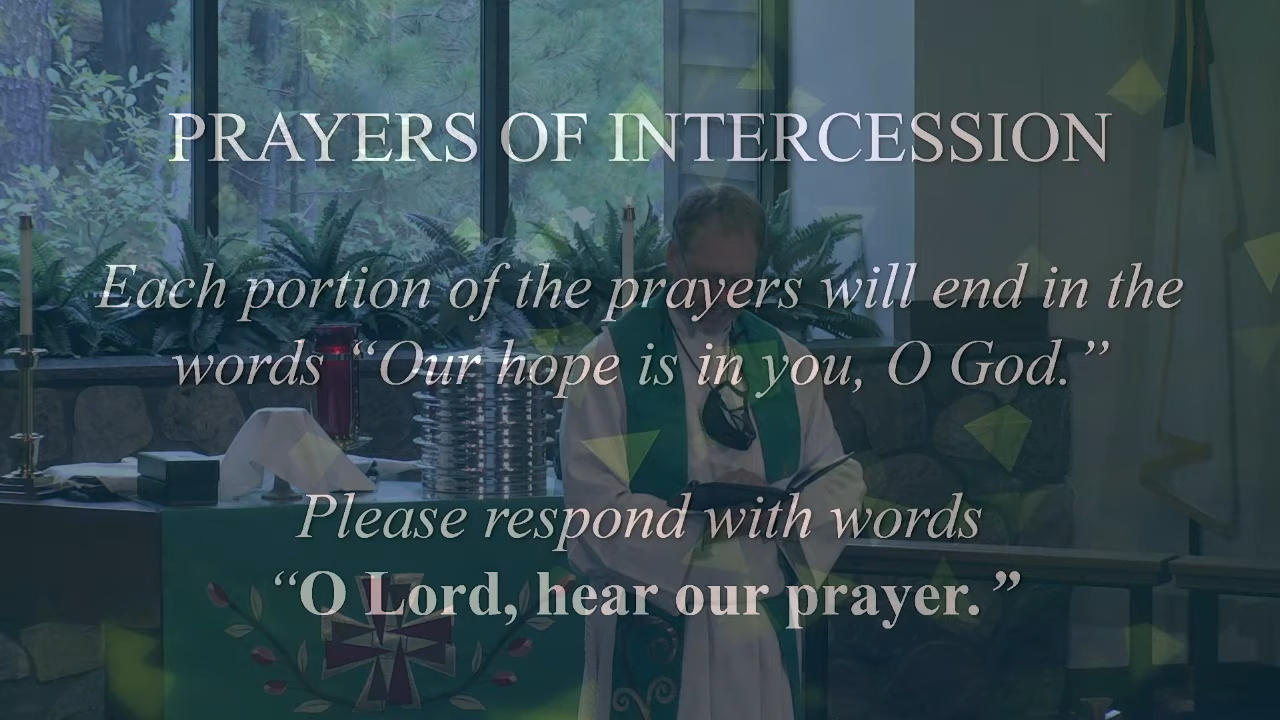 PRAYERS OF INTERCESSION
Each portion of the prayers will end in the
words “Our hope is in you, O God.”
Please respond with words
“O Lord, hear our prayer.”